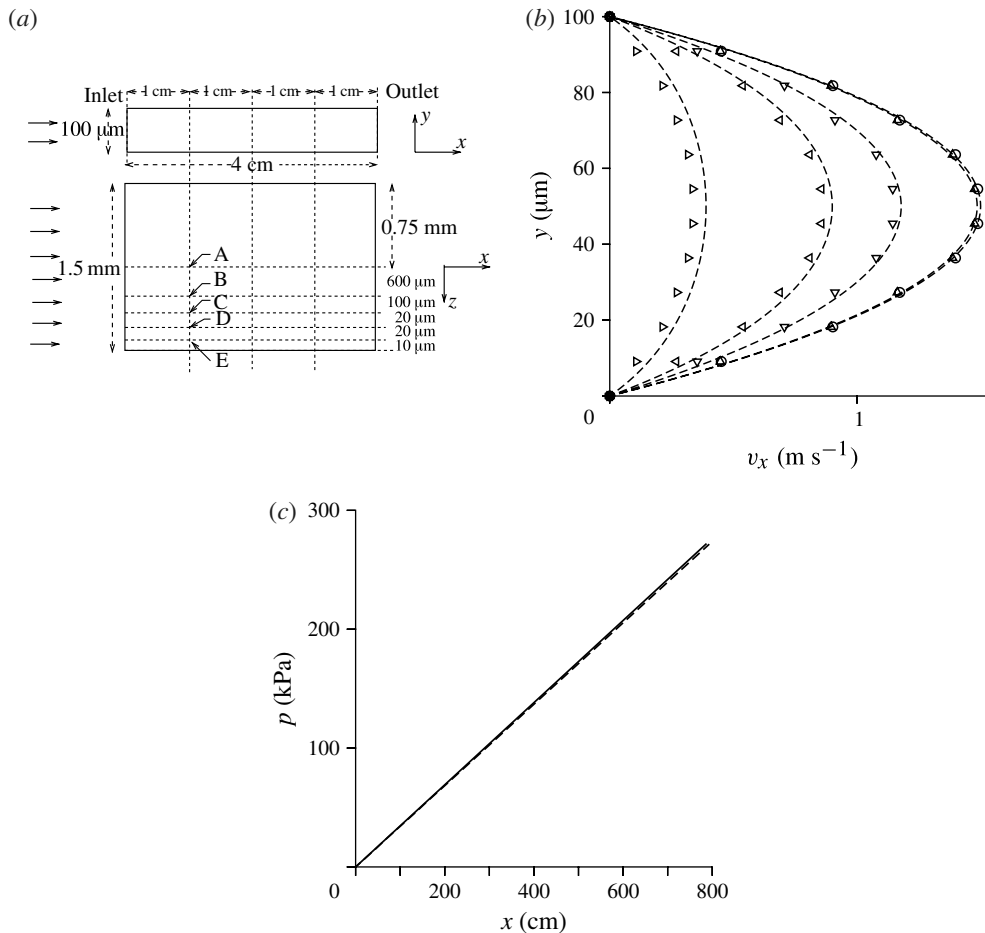 (a)
Inlet 1 cm 1 cm 1 cm 1 cm Outlet
100 μm
y
x
4 cm
0.75 mm
1.5 mm
A
x
B
600 μm
z
C
100 μm
D
20 μm
20 μm
E
10 μm
(b)
100
80
60
y (μm)
40
20
0
1
v_x (m s⁻¹)
(c)
300
200
p (kPa)
100
0 200 400 600 800
x (cm)